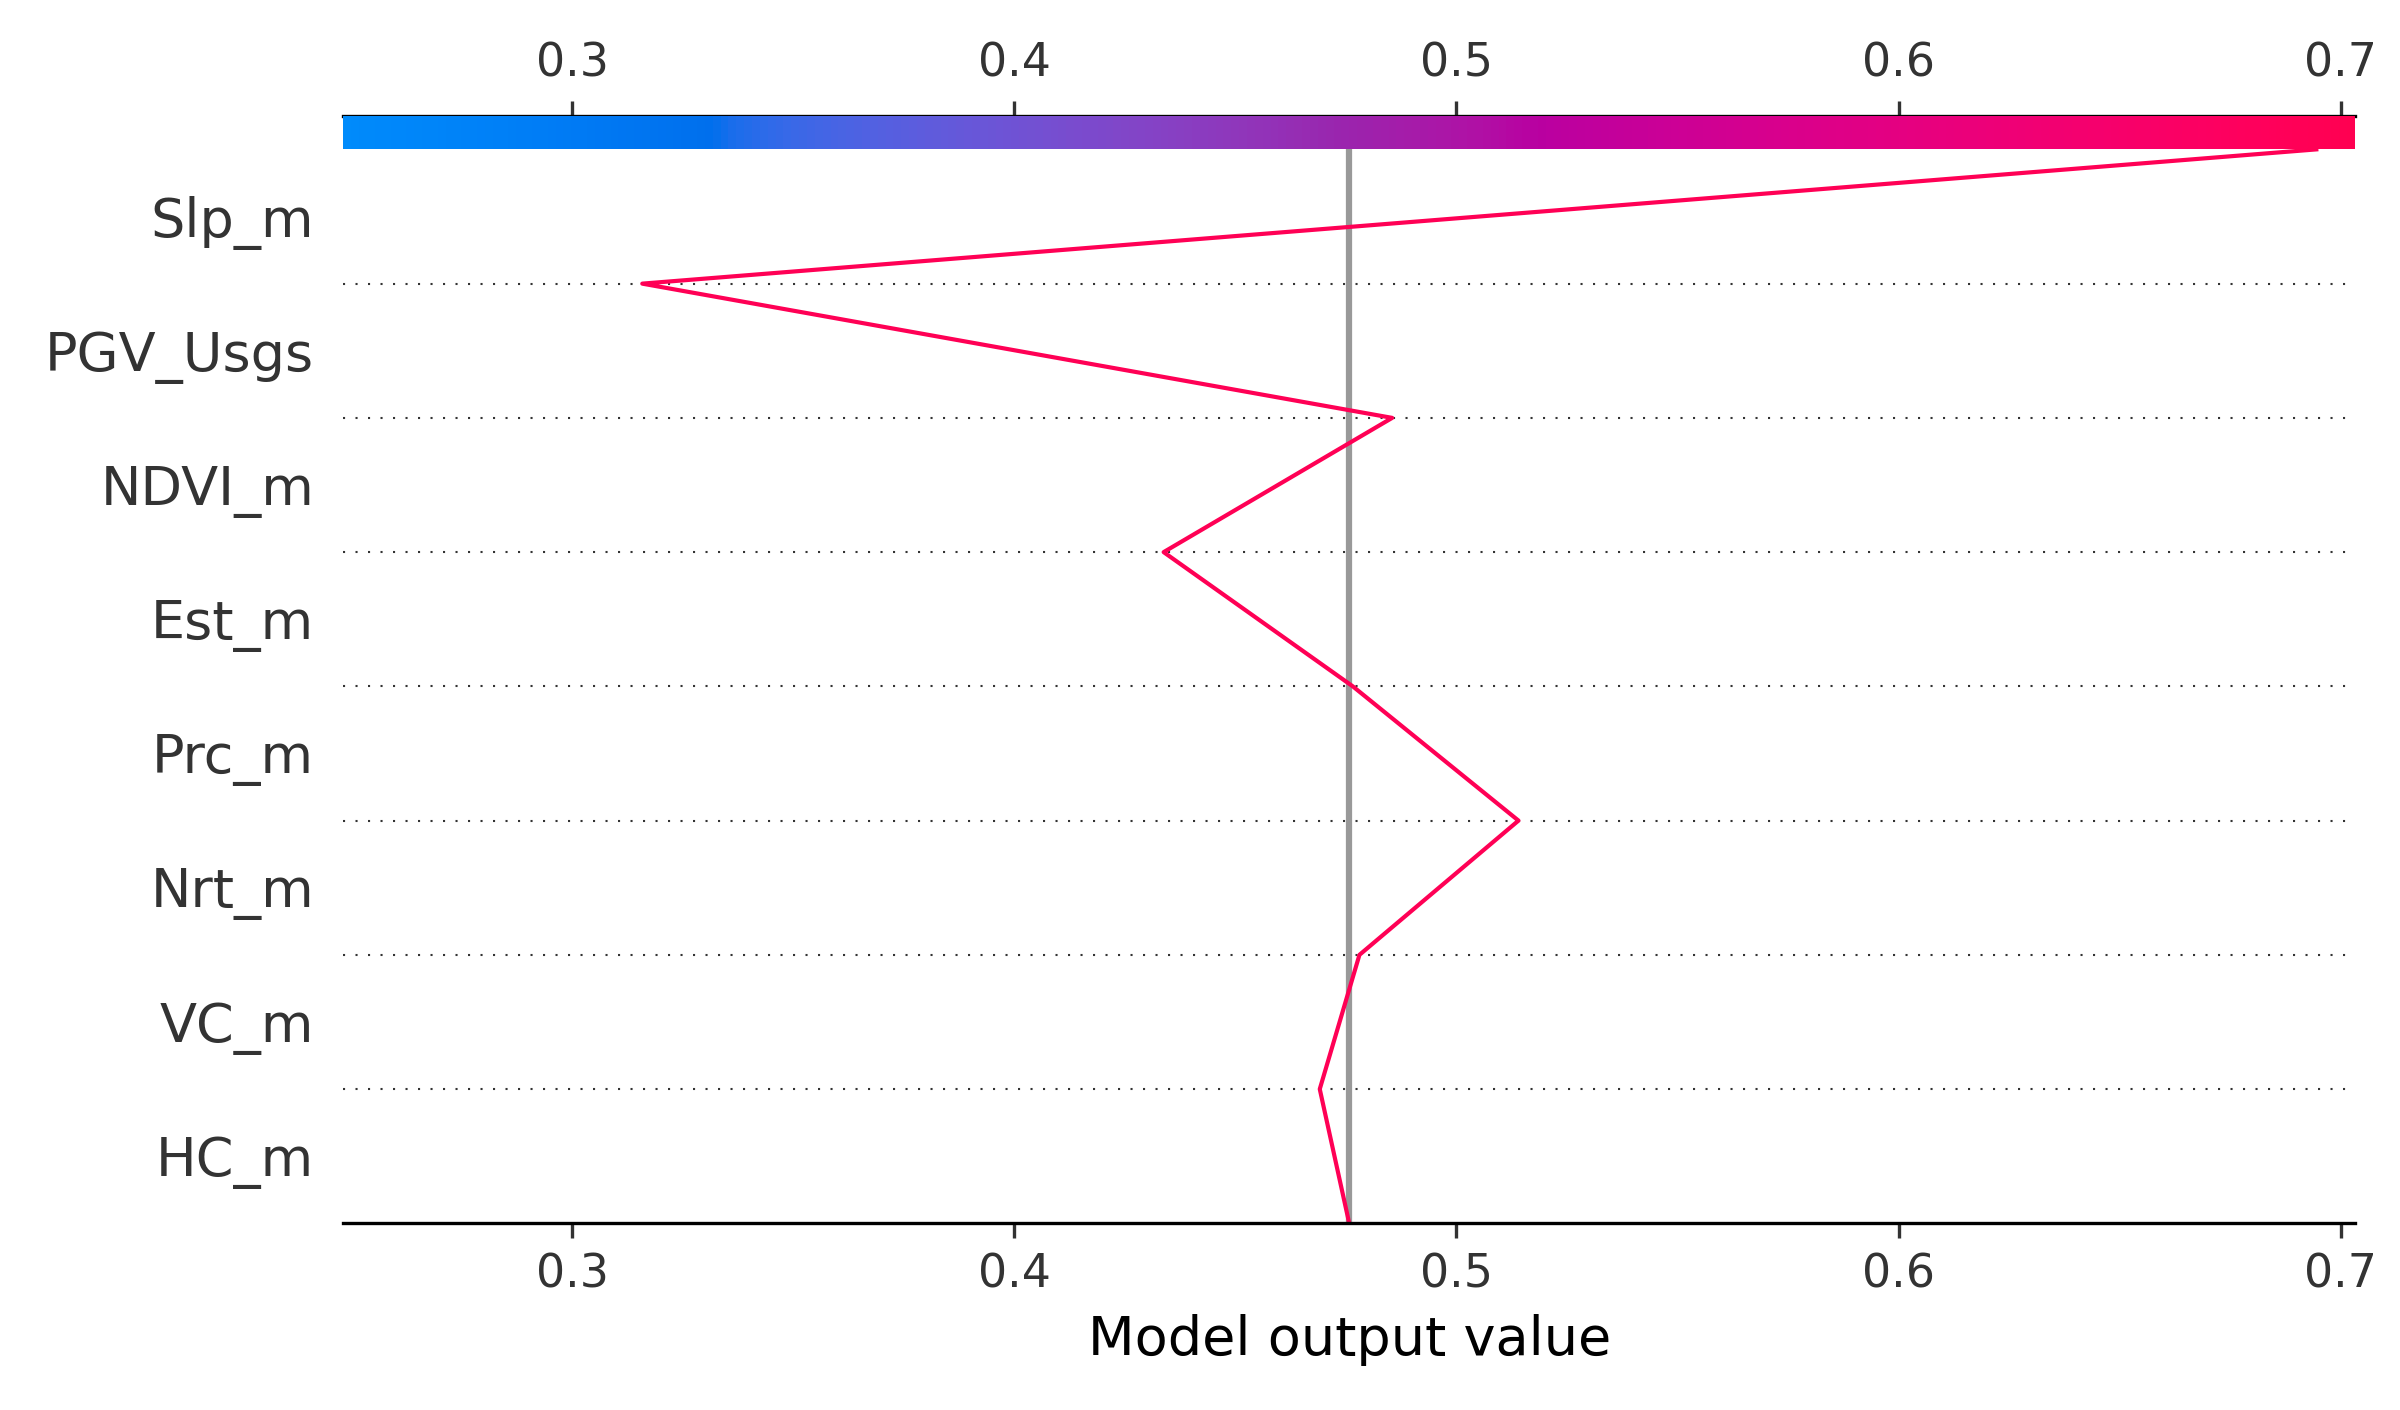 0.3 0.4 0.5 0.6 0.7
Slp_m
PGV_Usgs
NDVI_m
Est_m
Prc_m
Nrt_m
VC_m
HC_m
0.3 0.4 0.5 0.6 0.7
Model output value